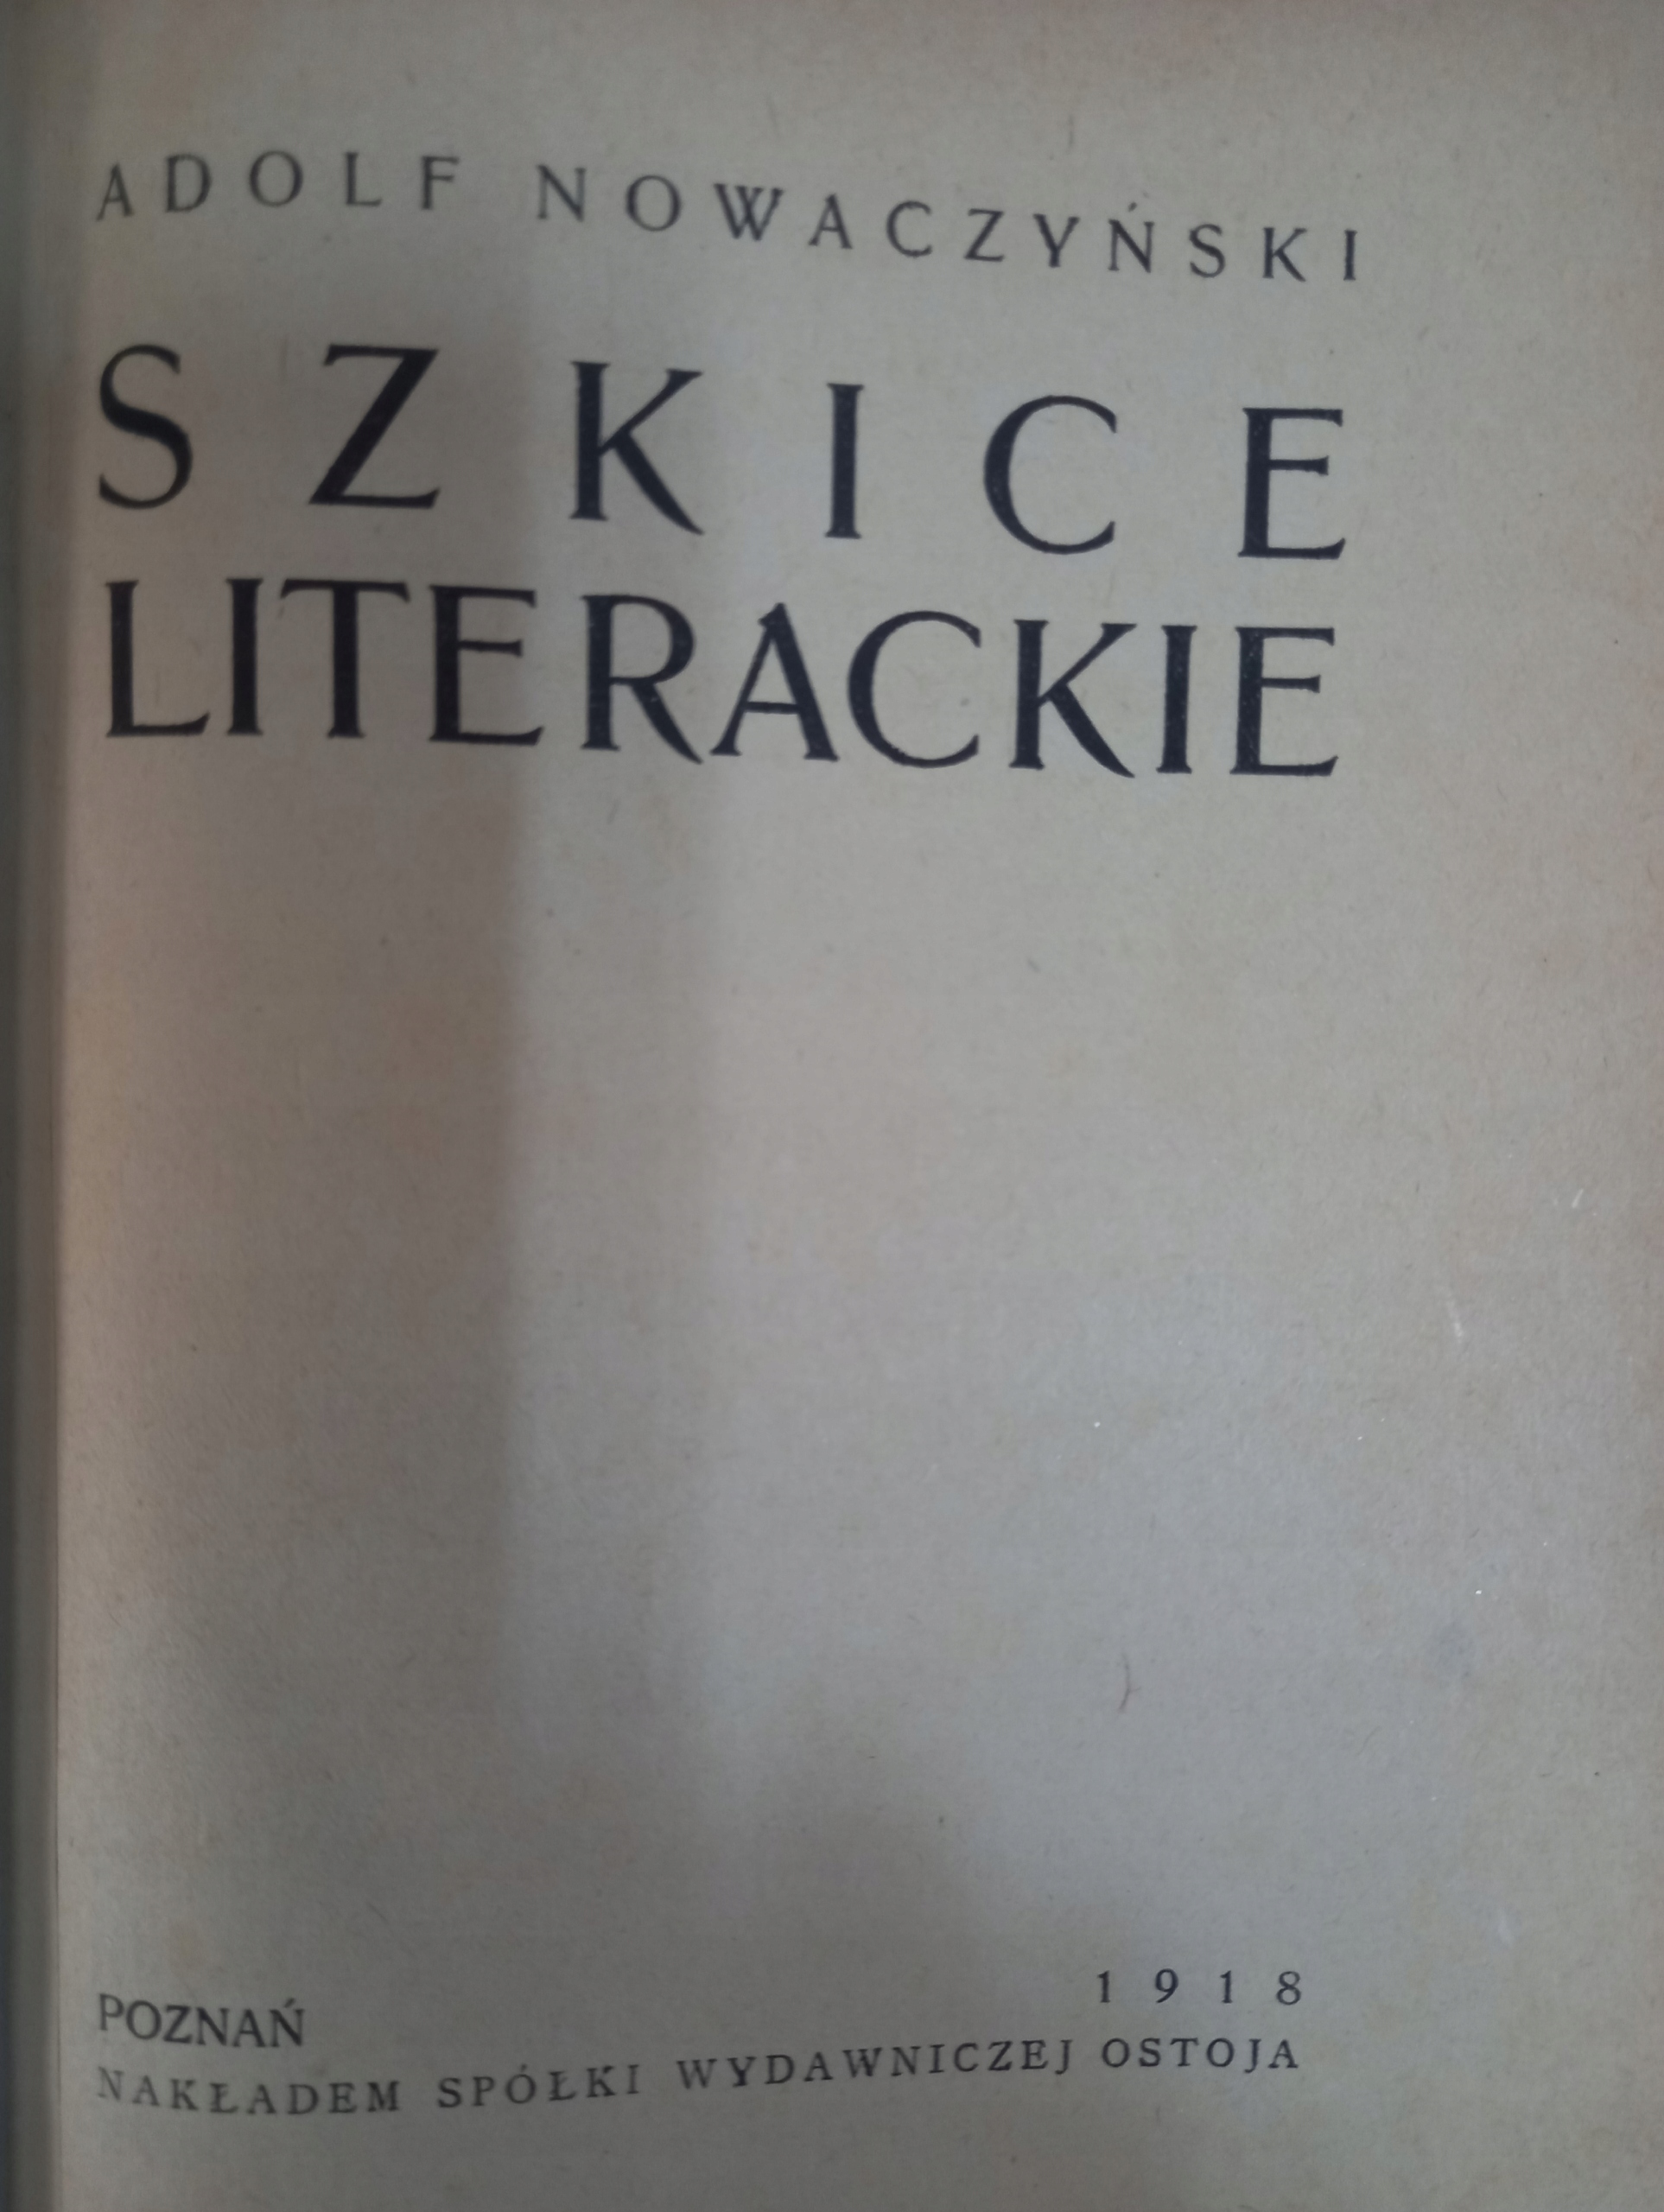 ADOLF NOWACZYŃSKI
SZKICE
LITERACKIE
POZNAŃ 1918
NAKŁADEM SPÓŁKI WYDAWNICZEJ OSTOJA